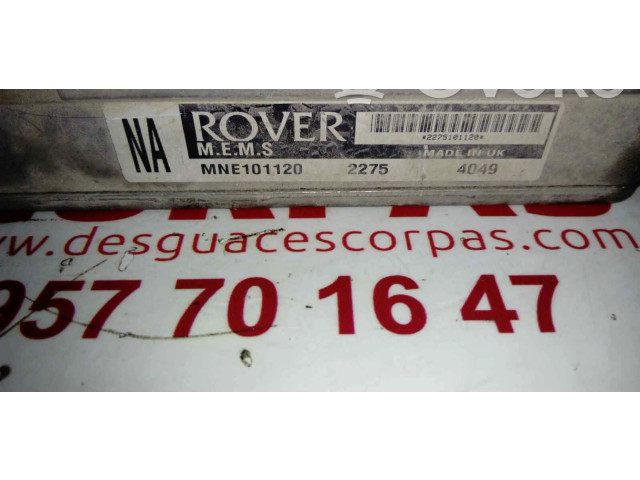 NA
ROVER
M.E.M.S
*2275101120*
MADE IN UK
MNE101120 2275 4049
www.desguacescorpas.com
957 70 16 47